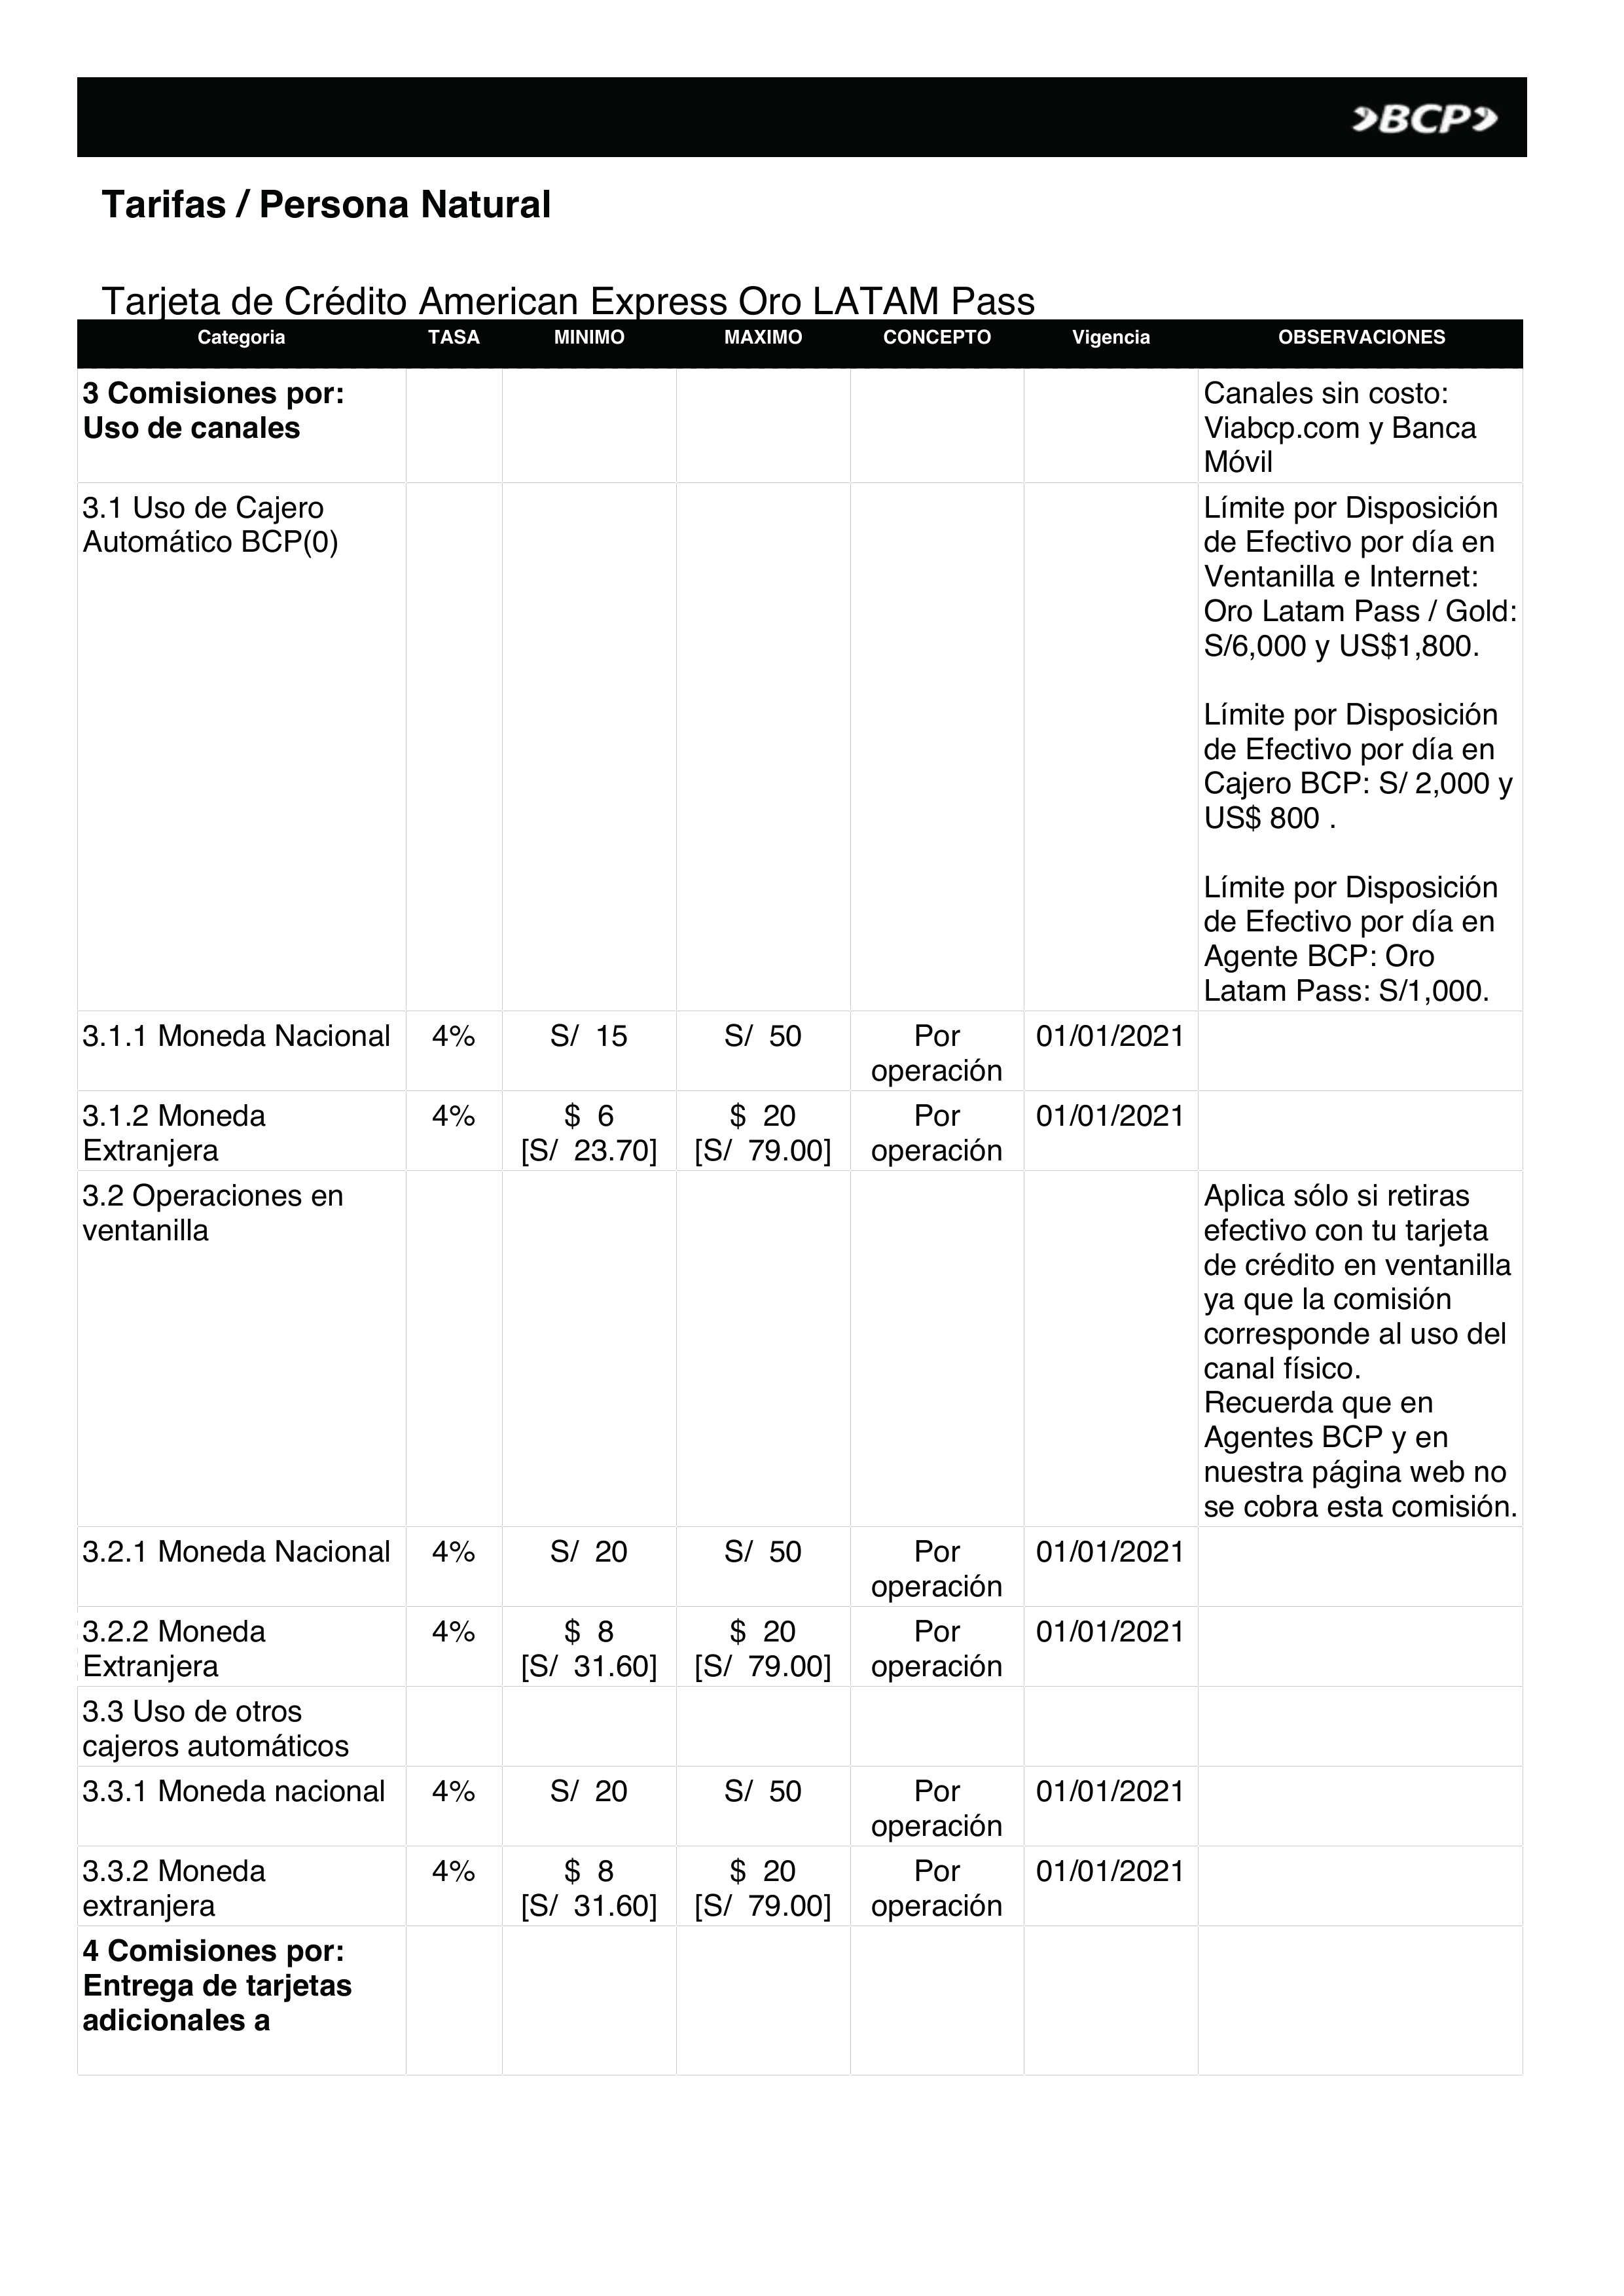 BCP
Tarifas / Persona Natural
Tarjeta de Crédito American Express Oro LATAM Pass
Categoria TASA MINIMO MAXIMO CONCEPTO Vigencia OBSERVACIONES
3 Comisiones por:
Uso de canales
Canales sin costo:
Viabcp.com y Banca
Móvil
3.1 Uso de Cajero
Automático BCP(0)
Límite por Disposición
de Efectivo por día en
Ventanilla e Internet:
Oro Latam Pass / Gold:
S/6,000 y US$1,800.
Límite por Disposición
de Efectivo por día en
Cajero BCP: S/ 2,000 y
US$ 800 .
Límite por Disposición
de Efectivo por día en
Agente BCP: Oro
Latam Pass: S/1,000.
3.1.1 Moneda Nacional 4% S/ 15 S/ 50 Por 01/01/2021
operación
3.1.2 Moneda 4% $ 6 $ 20 Por 01/01/2021
Extranjera [S/ 23.70] [S/ 79.00] operación
3.2 Operaciones en
ventanilla
Aplica sólo si retiras
efectivo con tu tarjeta
de crédito en ventanilla
ya que la comisión
corresponde al uso del
canal físico.
Recuerda que en
Agentes BCP y en
nuestra página web no
se cobra esta comisión.
3.2.1 Moneda Nacional 4% S/ 20 S/ 50 Por 01/01/2021
operación
3.2.2 Moneda 4% $ 8 $ 20 Por 01/01/2021
Extranjera [S/ 31.60] [S/ 79.00] operación
3.3 Uso de otros
cajeros automáticos
3.3.1 Moneda nacional 4% S/ 20 S/ 50 Por 01/01/2021
operación
3.3.2 Moneda 4% $ 8 $ 20 Por 01/01/2021
extranjera [S/ 31.60] [S/ 79.00] operación
4 Comisiones por:
Entrega de tarjetas
adicionales a